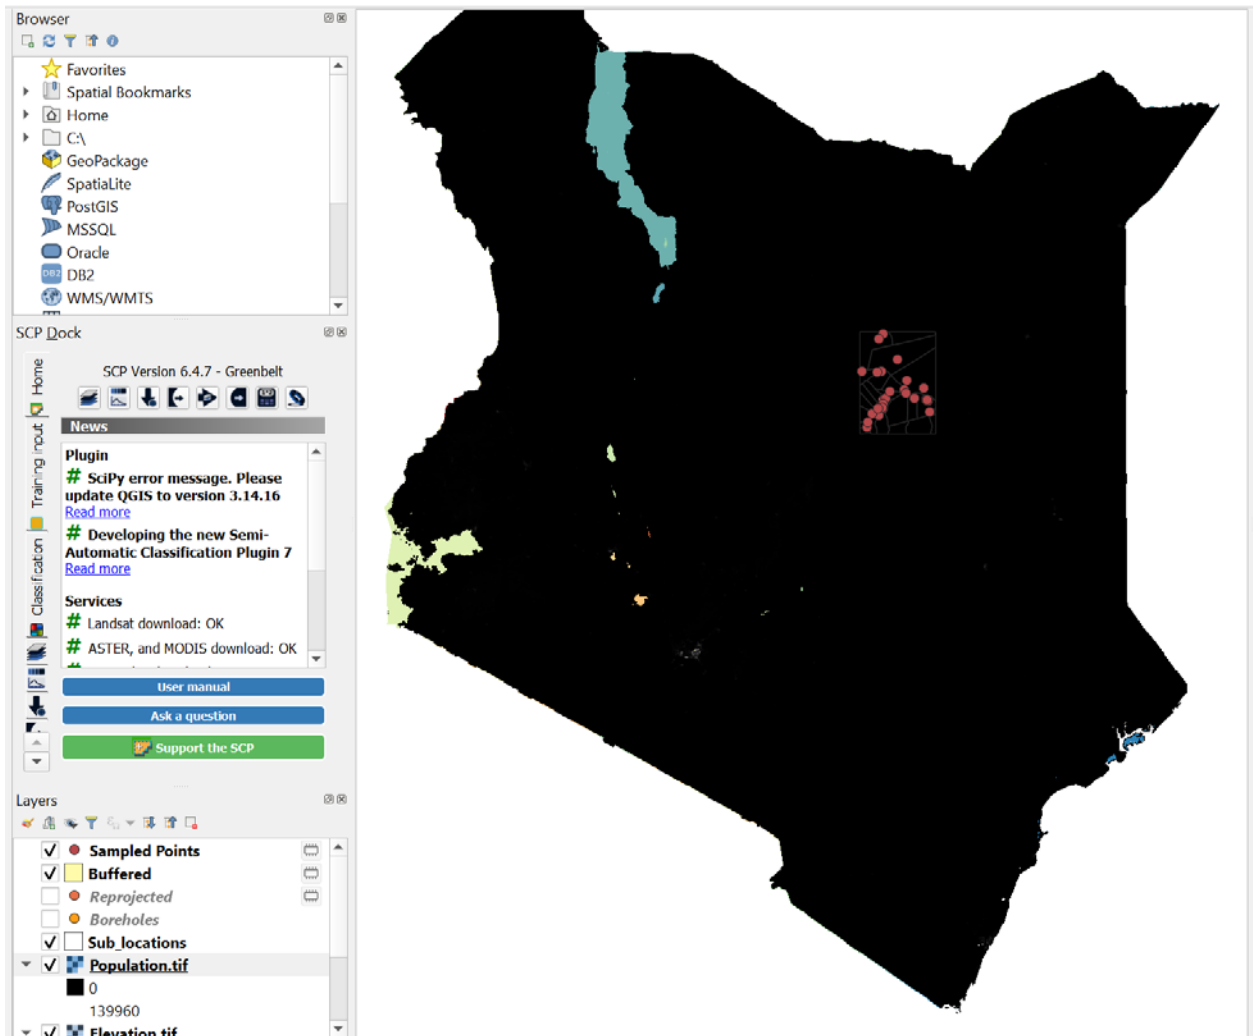 Browser
Favorites
Spatial Bookmarks
Home
C:\
GeoPackage
SpatiaLite
PostGIS
MSSQL
Oracle
DB2
DB2
WMS/WMTS
SCP Dock
Home
Training input
Classification
SCP Version 6.4.7 - Greenbelt
News
Plugin
# SciPy error message. Please
update QGIS to version 3.14.16
Read more
# Developing the new Semi-
Automatic Classification Plugin 7
Read more
Services
# Landsat download: OK
# ASTER, and MODIS download: OK
User manual
Ask a question
Support the SCP
Layers
Sampled Points
Buffered
Reprojected
Boreholes
Sub_locations
Population.tif
0
139960
Elevation.tif